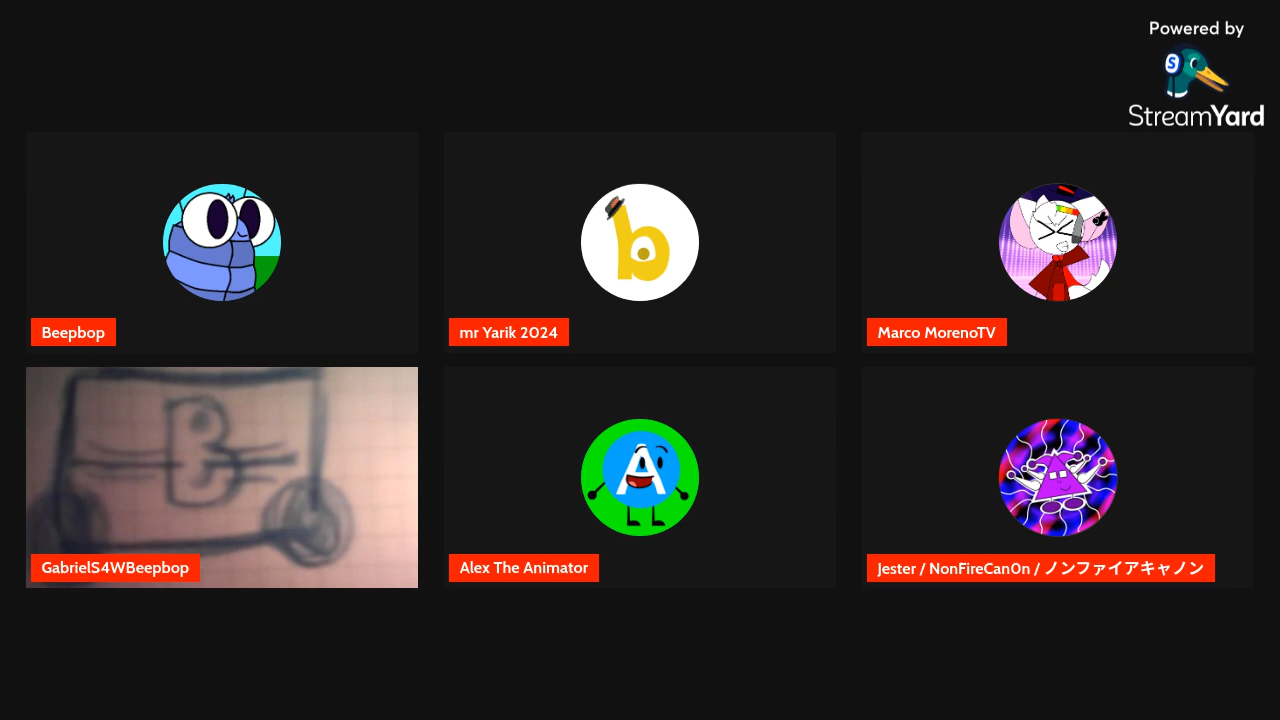 Powered by
StreamYard
Beepbop
b
mr Yarik 2024
Marco MorenoTV
B
GabrielS4WBeepbop
A
Alex The Animator
Jester / NonFireCan0n / ノンファイアキャノン